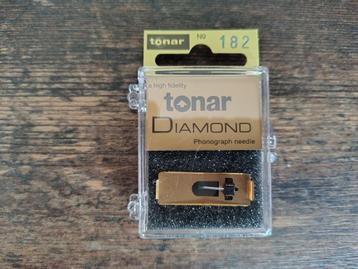 tonar NO 182
a high fidelity
tonar
DIAMOND
Phonograph needle